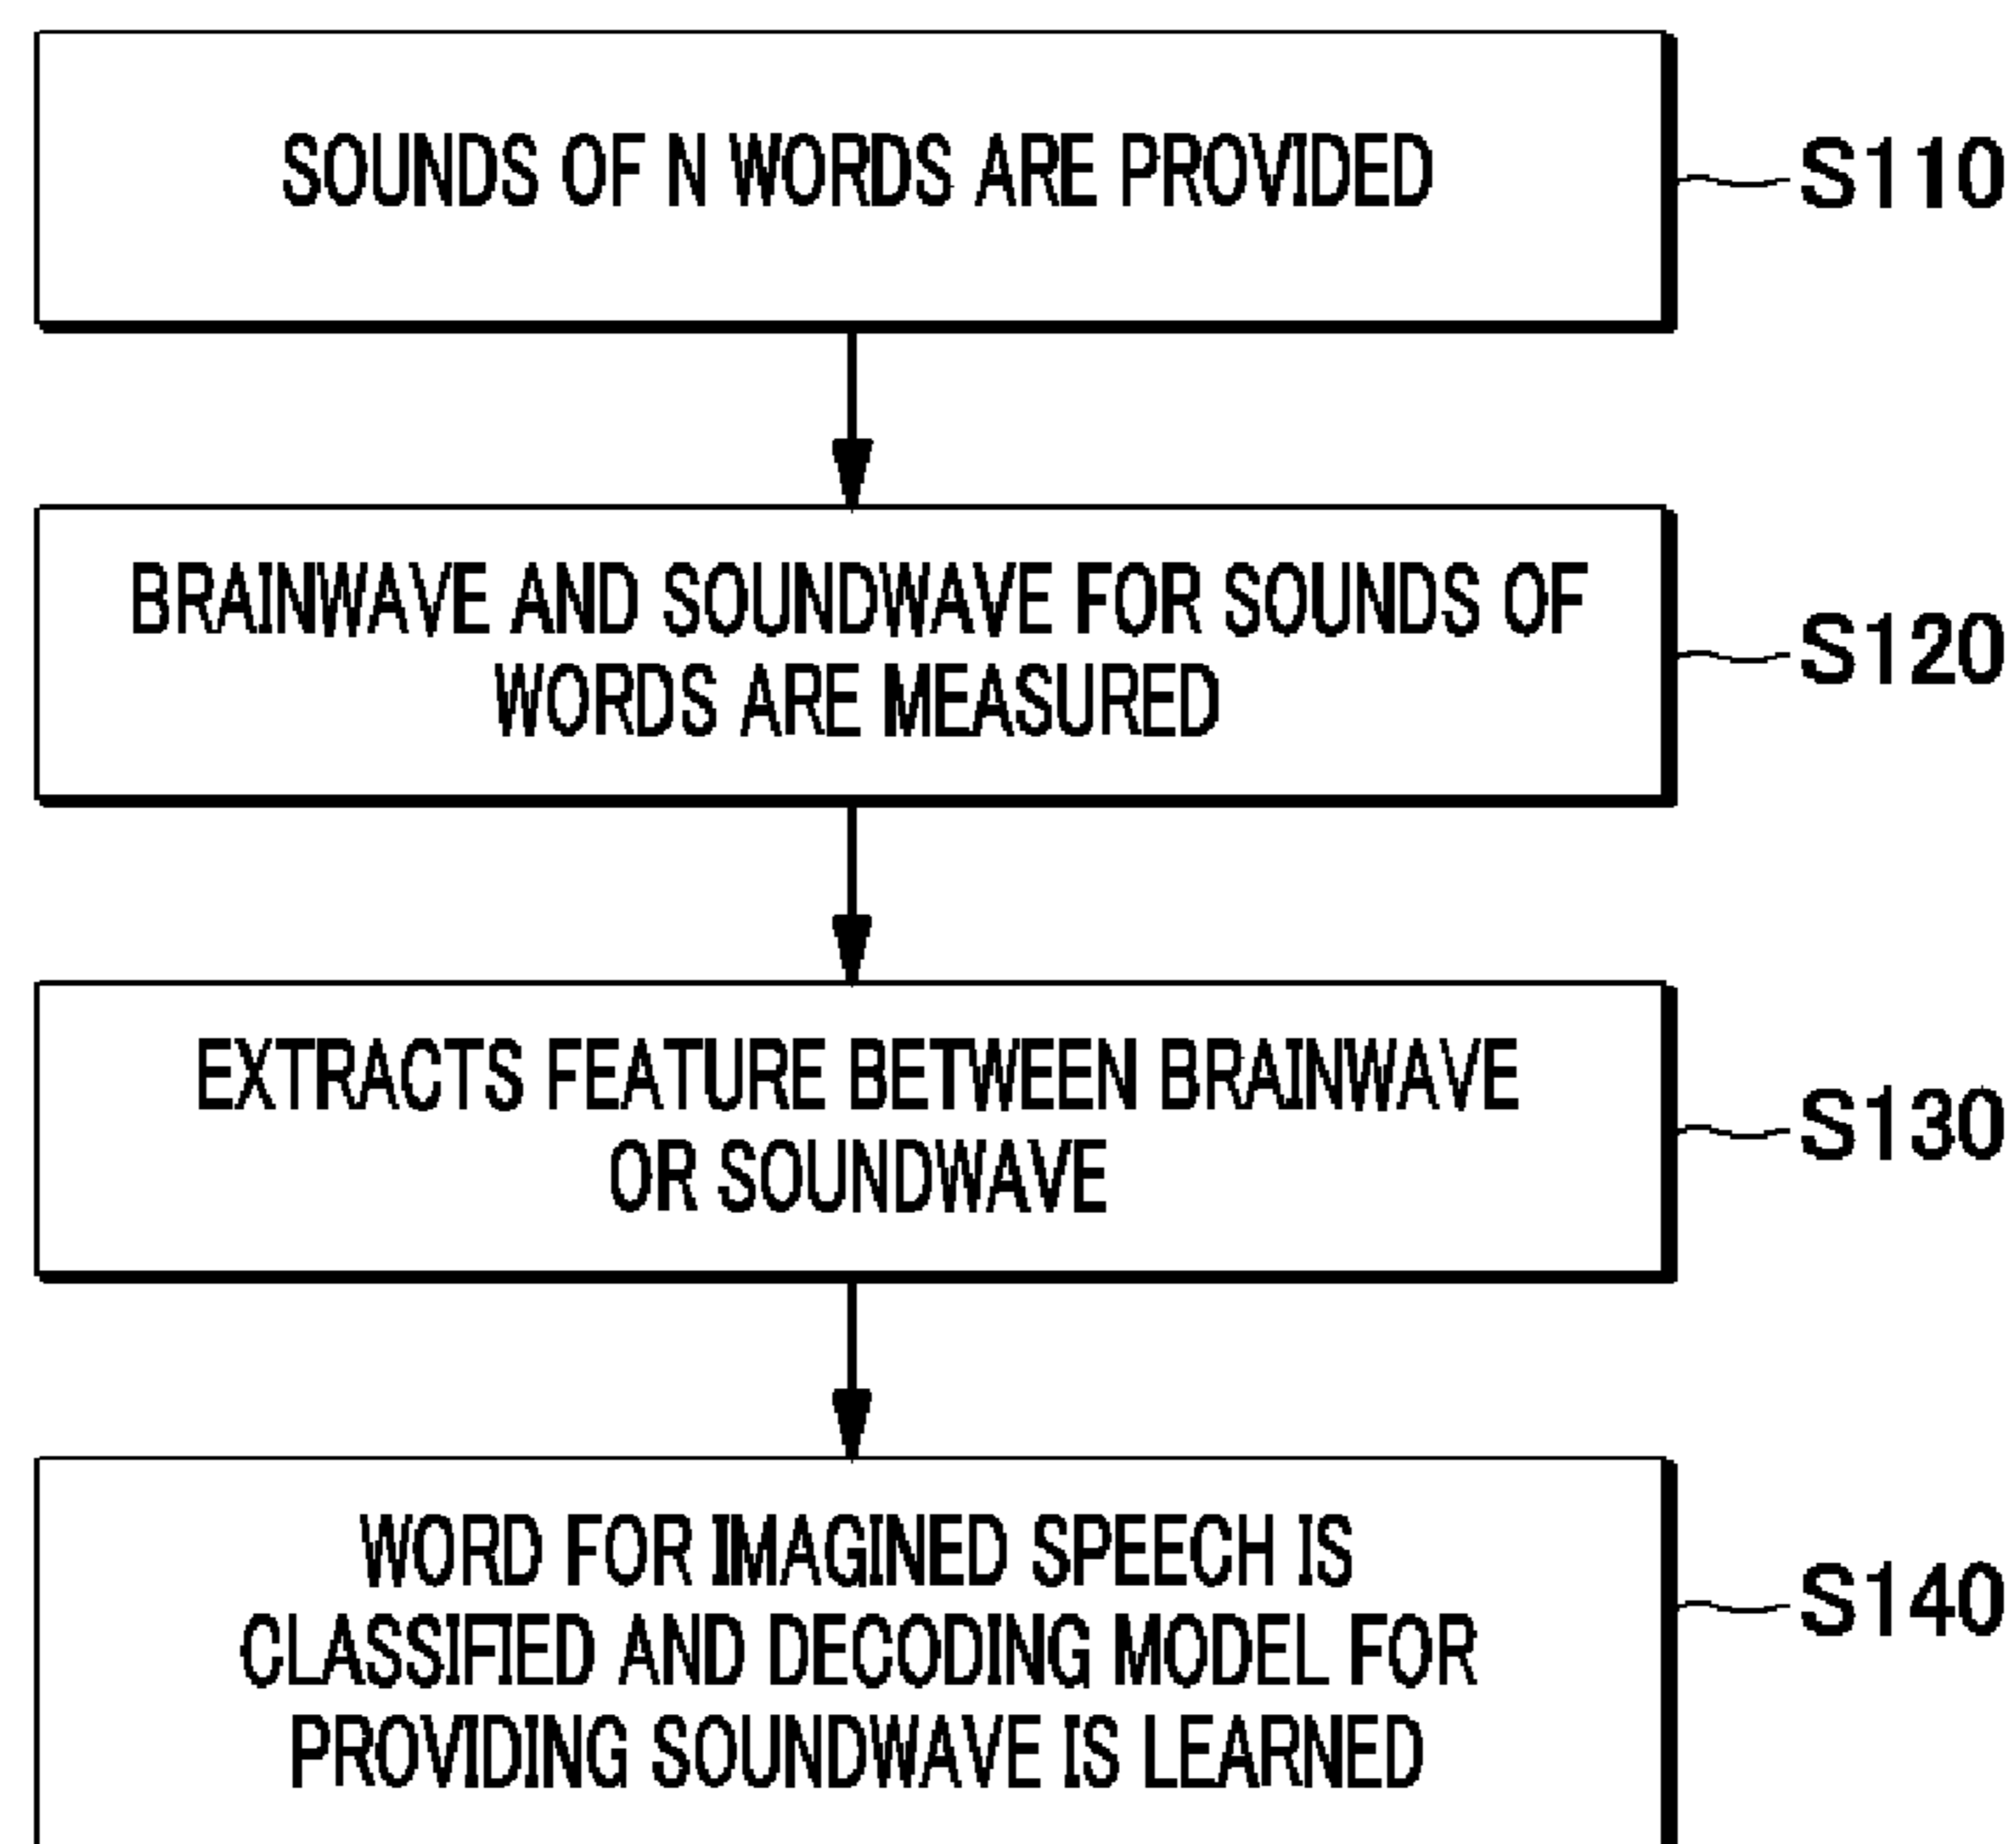 SOUNDS OF N WORDS ARE PROVIDED
S110
BRAINWAVE AND SOUNDWAVE FOR SOUNDS OF
WORDS ARE MEASURED
S120
EXTRACTS FEATURE BETWEEN BRAINWAVE
OR SOUNDWAVE
S130
WORD FOR IMAGINED SPEECH IS
CLASSIFIED AND DECODING MODEL FOR
PROVIDING SOUNDWAVE IS LEARNED
S140